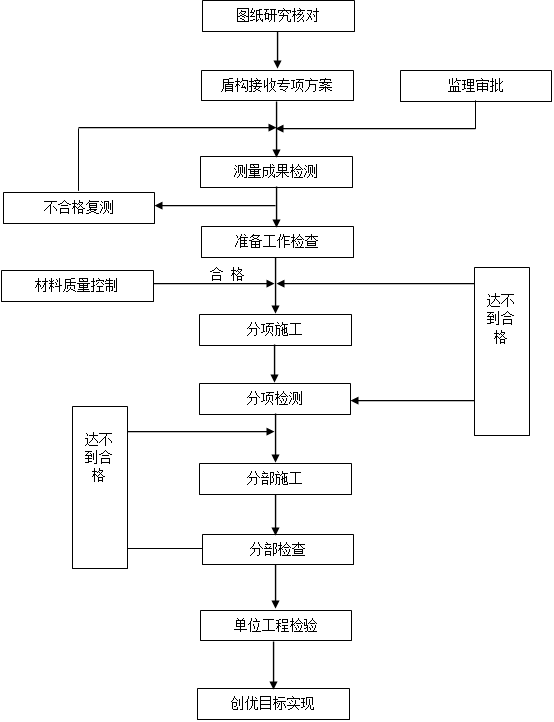 图纸研究核对
盾构接收专项方案
监理审批
测量成果检测
不合格复测
准备工作检查
材料质量控制
合 格
达不
到合
格
分项施工
分项检测
达不
到合
格
分部施工
分部检查
单位工程检验
创优目标实现